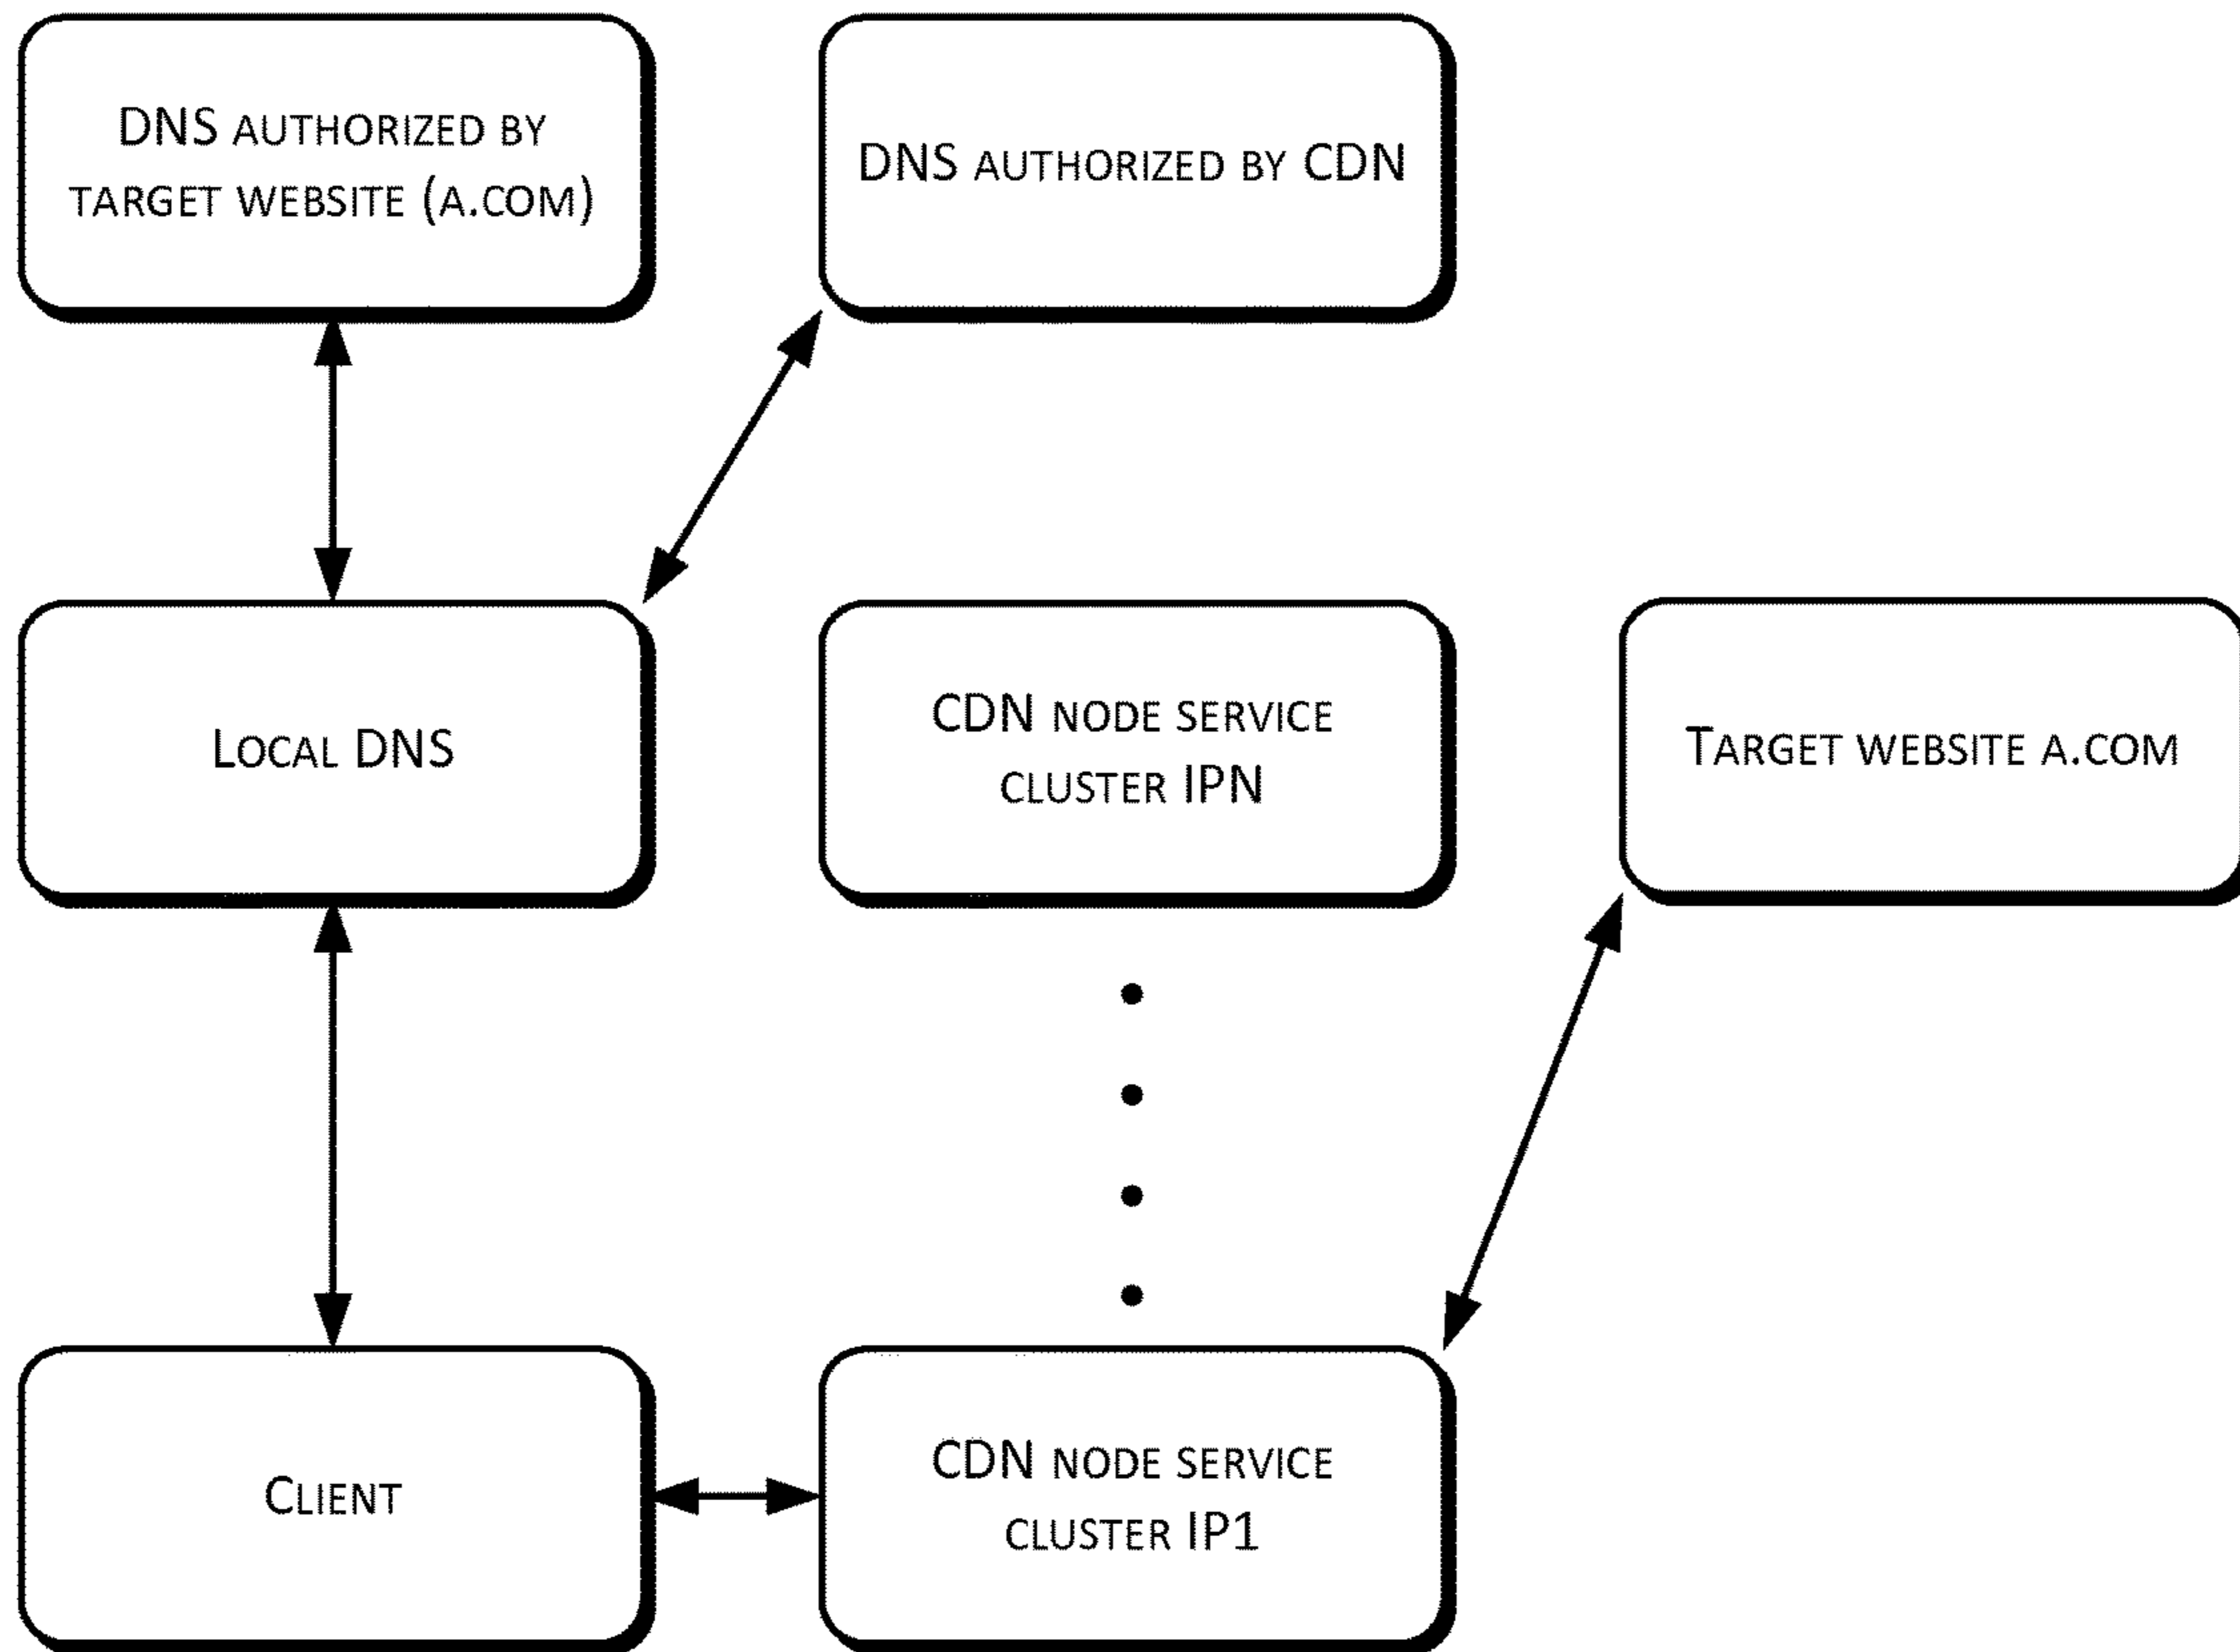 DNS AUTHORIZED BY
TARGET WEBSITE (A.COM)
DNS AUTHORIZED BY CDN
LOCAL DNS
CDN NODE SERVICE
CLUSTER IPN
TARGET WEBSITE A.COM
CLIENT
CDN NODE SERVICE
CLUSTER IP1